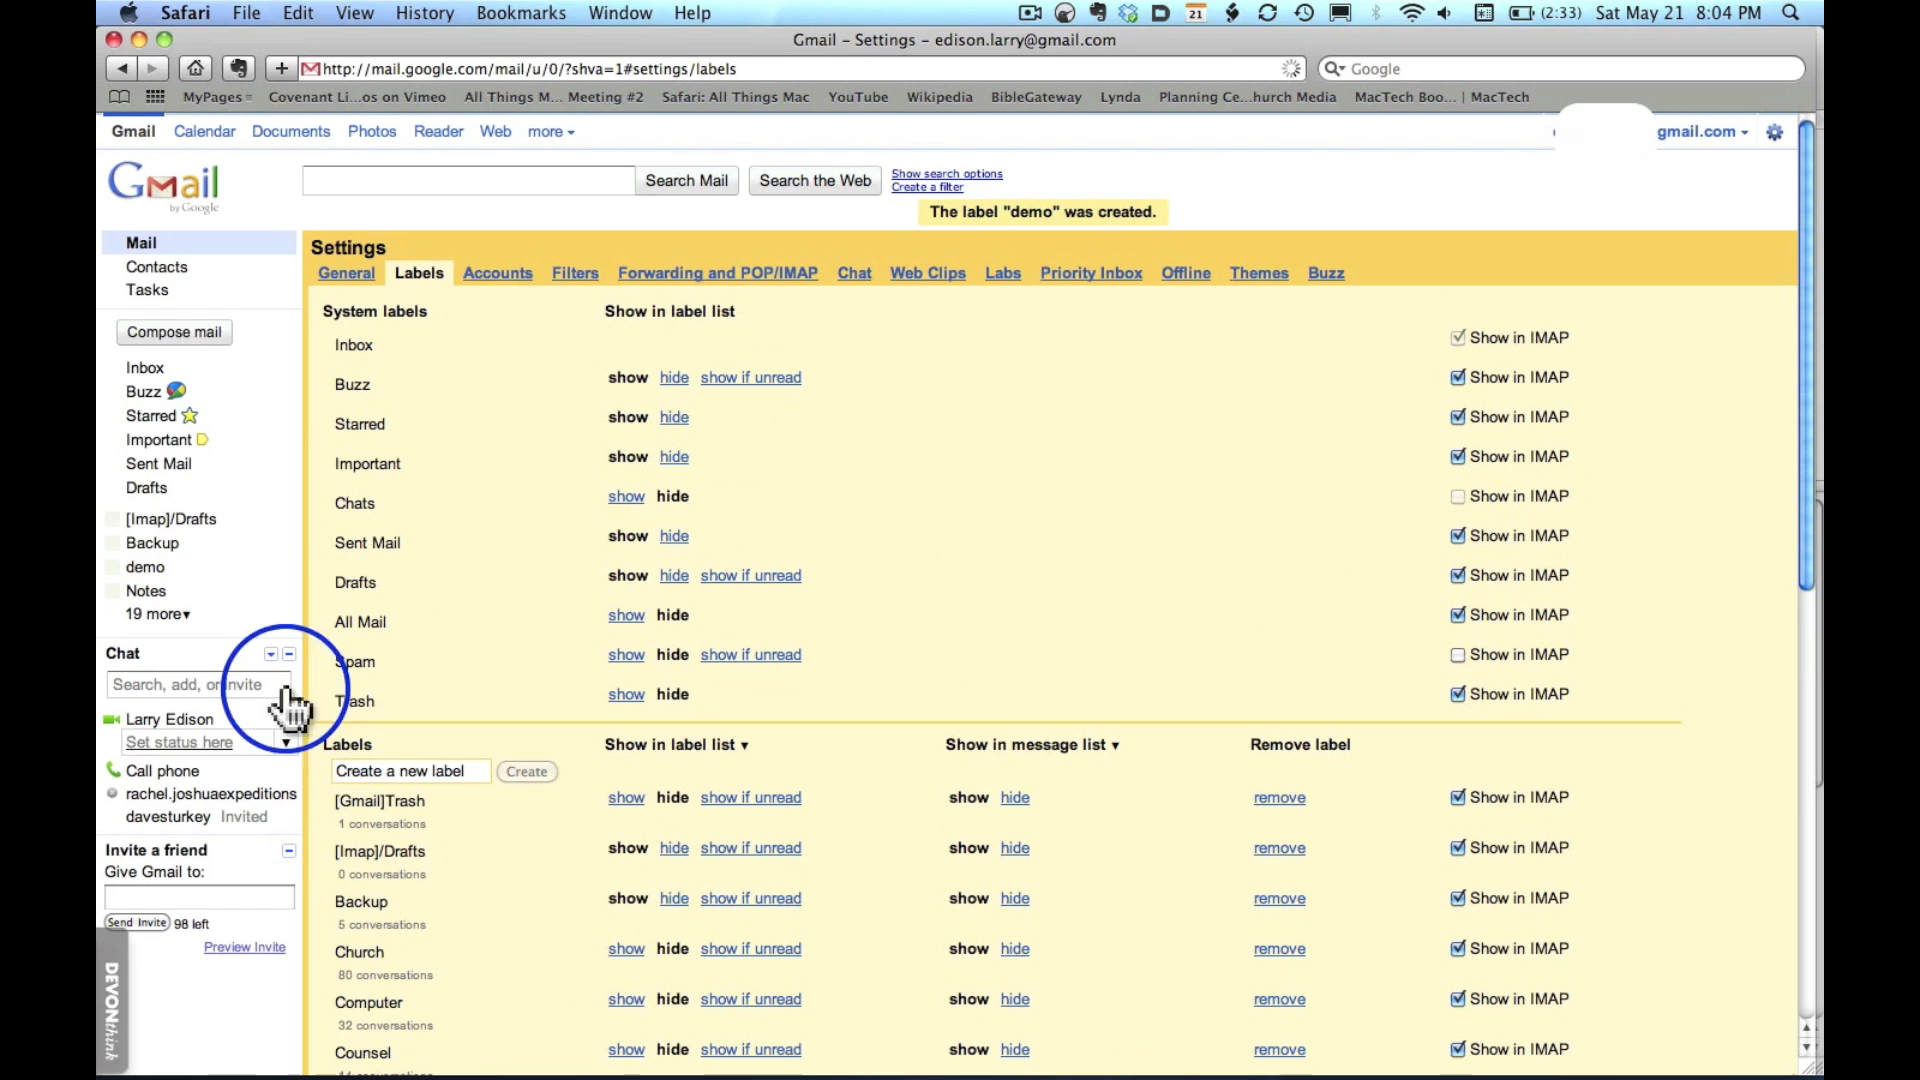 Safari File Edit View History Bookmarks Window Help 21 (2:33) Sat May 21 8:04 PM
Gmail – Settings – edison.larry@gmail.com
http://mail.google.com/mail/u/0/?shva=1#settings/labels Google
MyPages Covenant Li...os on Vimeo All Things M... Meeting #2 Safari: All Things Mac YouTube Wikipedia BibleGateway Lynda Planning Ce...hurch Media MacTech Boo... | MacTech
Gmail Calendar Documents Photos Reader Web more gmail.com
Gmail by Google
Search Mail Search the Web Show search options
Create a filter
The label "demo" was created.
Mail
Contacts
Tasks
Compose mail
Inbox
Buzz
Starred
Important
Sent Mail
Drafts
[Imap]/Drafts
Backup
demo
Notes
19 more▾
Chat
Search, add, or invite
Larry Edison
Set status here
Call phone
rachel.joshuaexpeditions
davesturkey Invited
Invite a friend
Give Gmail to:
Send Invite 98 left
Preview Invite
DEVONthink
Settings
General Labels Accounts Filters Forwarding and POP/IMAP Chat Web Clips Labs Priority Inbox Offline Themes Buzz
System labels Show in label list
Inbox Show in IMAP
Buzz show hide show if unread Show in IMAP
Starred show hide Show in IMAP
Important show hide Show in IMAP
Chats show hide Show in IMAP
Sent Mail show hide Show in IMAP
Drafts show hide show if unread Show in IMAP
All Mail show hide Show in IMAP
Spam show hide show if unread Show in IMAP
Trash show hide Show in IMAP
Labels Show in label list ▾ Show in message list ▾ Remove label
Create a new label Create
[Gmail]Trash show hide show if unread show hide remove Show in IMAP
1 conversations
[Imap]/Drafts show hide show if unread show hide remove Show in IMAP
0 conversations
Backup show hide show if unread show hide remove Show in IMAP
5 conversations
Church show hide show if unread show hide remove Show in IMAP
80 conversations
Computer show hide show if unread show hide remove Show in IMAP
32 conversations
Counsel show hide show if unread show hide remove Show in IMAP